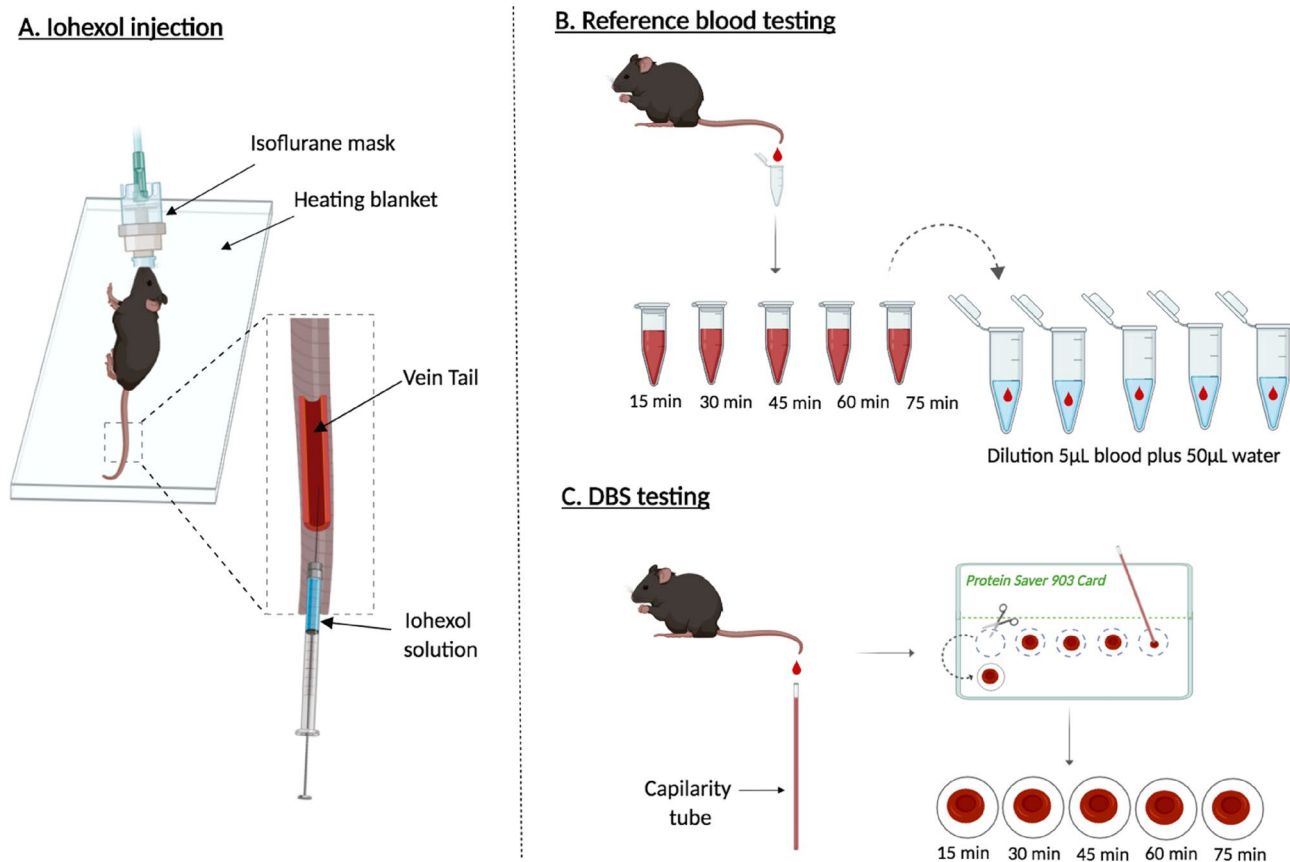 A. Iohexol injection
Isoflurane mask
Heating blanket
Vein Tail
Iohexol
solution
B. Reference blood testing
15 min 30 min 45 min 60 min 75 min
Dilution 5µL blood plus 50µL water
C. DBS testing
Protein Saver 903 Card
Capilarity
tube
15 min 30 min 45 min 60 min 75 min